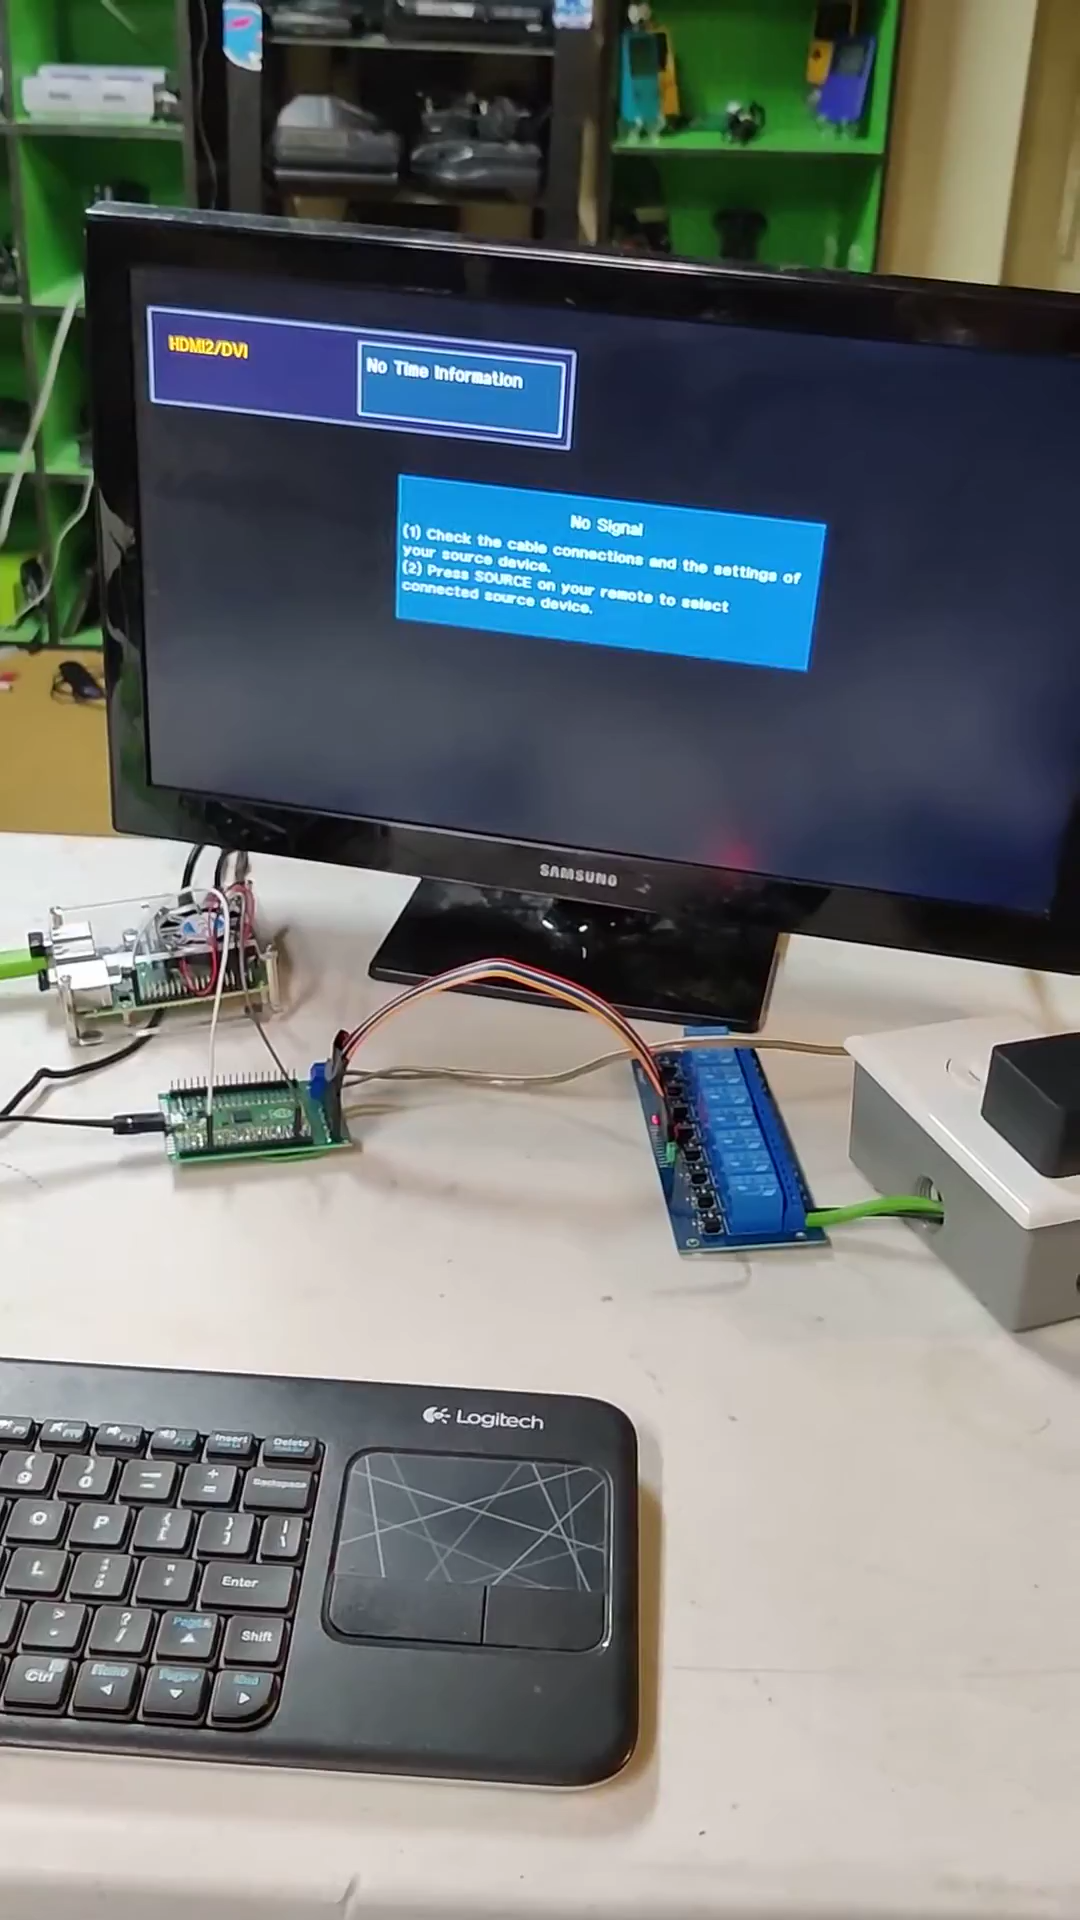 HDMI2/DVI
No Time Information
No Signal
(1) Check the cable connections and the settings of
your source device.
(2) Press SOURCE on your remote to select
connected source device.
SAMSUNG
Logitech
Insert
Delete
Backspace
P
Enter
Shift
Ctrl